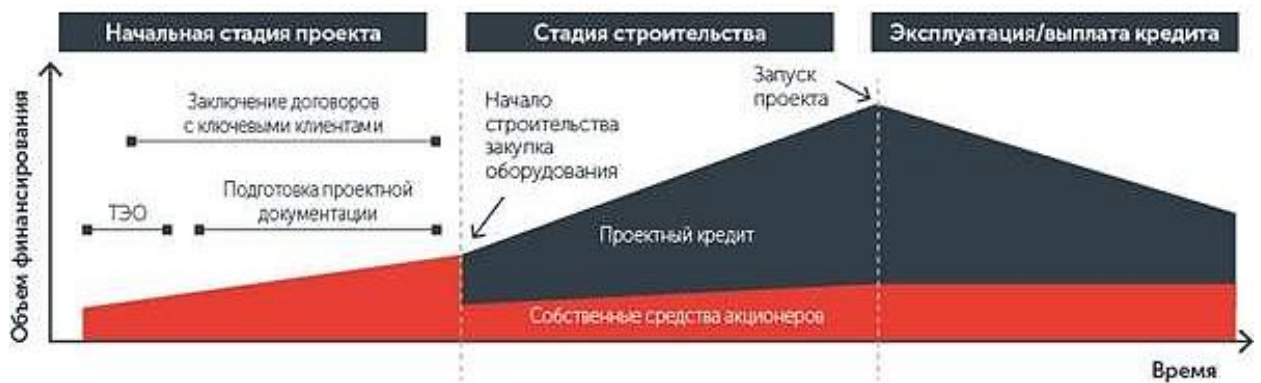 Начальная стадия проекта
Стадия строительства
Эксплуатация/выплата кредита
Объем финансирования
Заключение договоров
с ключевыми клиентами
ТЭО
Подготовка проектной
документации
Начало
строительства
закупка
оборудования
Запуск
проекта
Проектный кредит
Собственные средства акционеров
Время